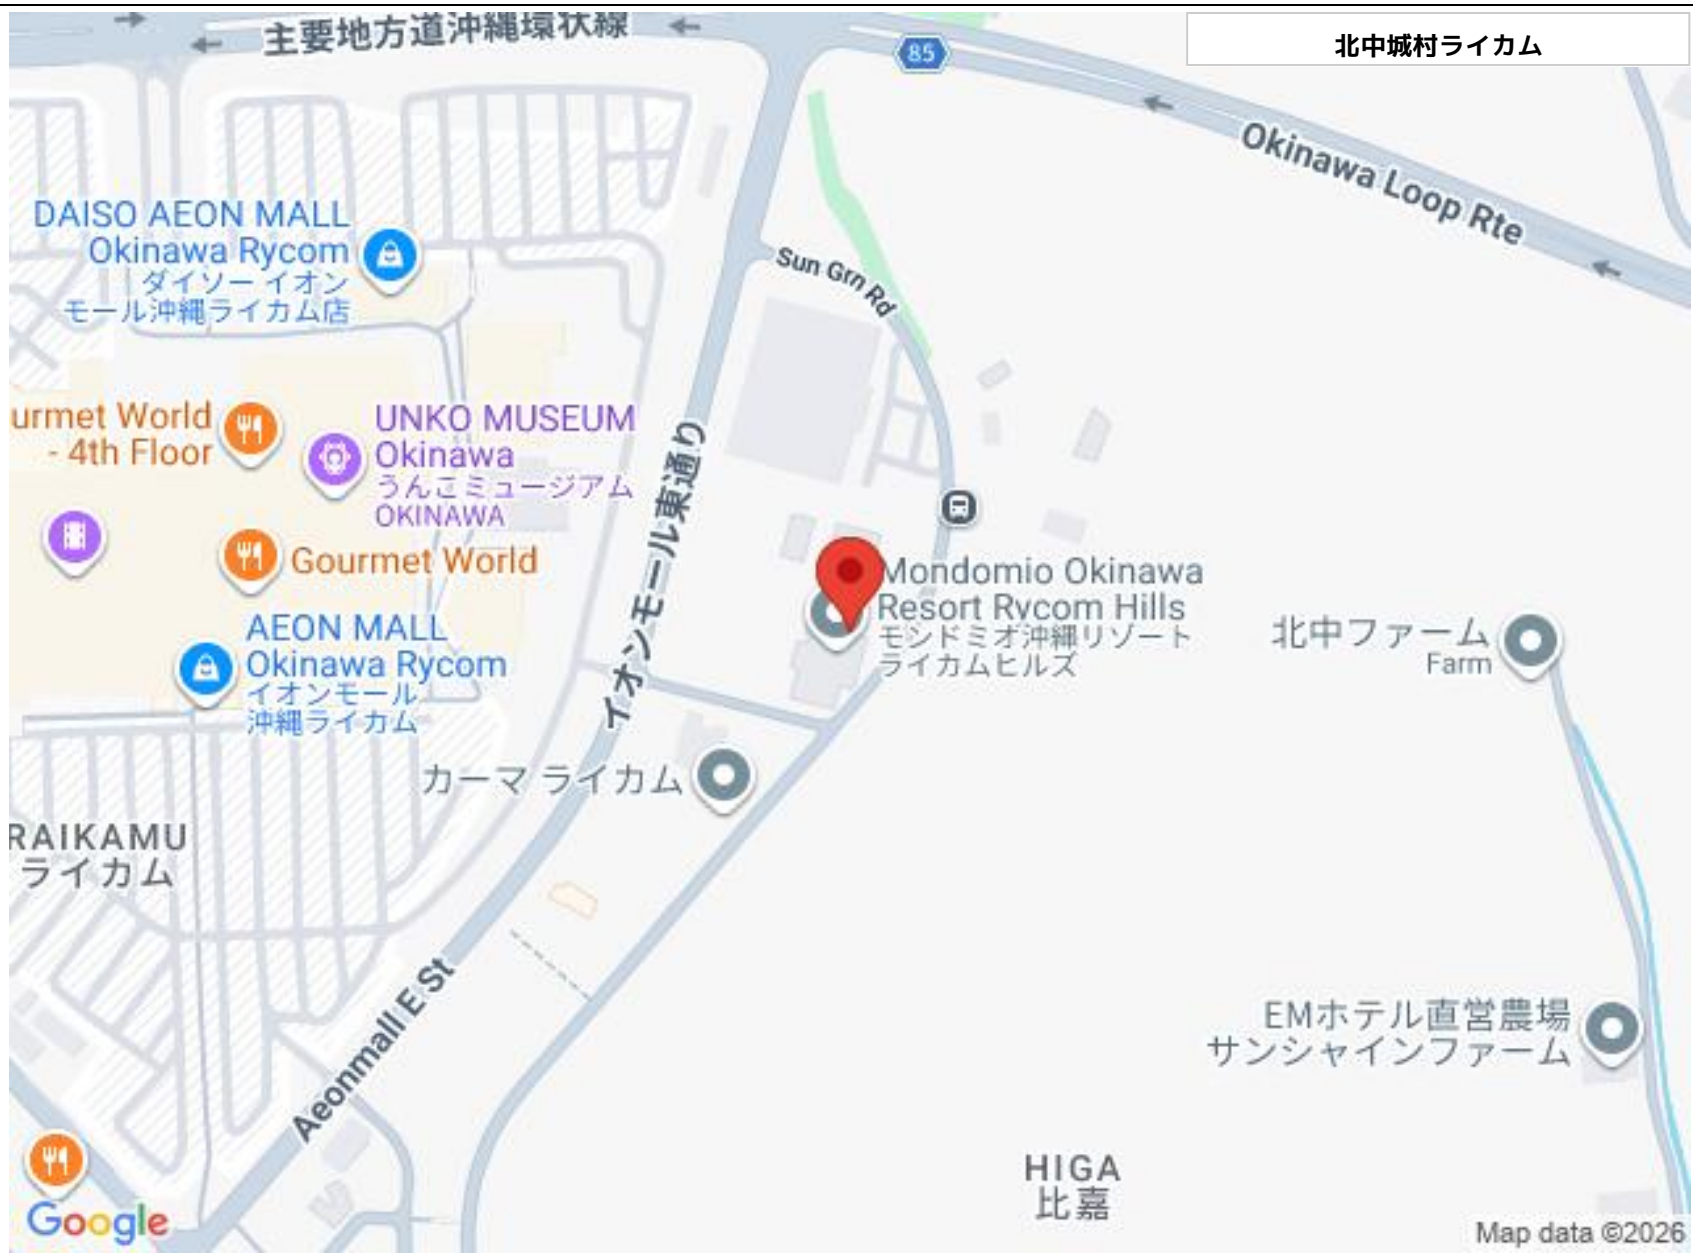 主要地方道沖縄環状線
85
北中城村ライカム
Okinawa Loop Rte
DAISO AEON MALL
Okinawa Rycom
ダイソー イオン
モール沖縄ライカム店
Sun Grn Rd
urmet World
- 4th Floor
UNKO MUSEUM
Okinawa
うんこミュージアム
OKINAWA
イオンモール東通り
Gourmet World
Mondomio Okinawa
Resort Rycom Hills
モンドミオ沖縄リゾート
ライカムヒルズ
AEON MALL
Okinawa Rycom
イオンモール
沖縄ライカム
北中ファーム
Farm
カーマ ライカム
RAIKAMU
ライカム
Aeonmall E St
EMホテル直営農場
サンシャインファーム
HIGA
比嘉
Google
Map data ©2026